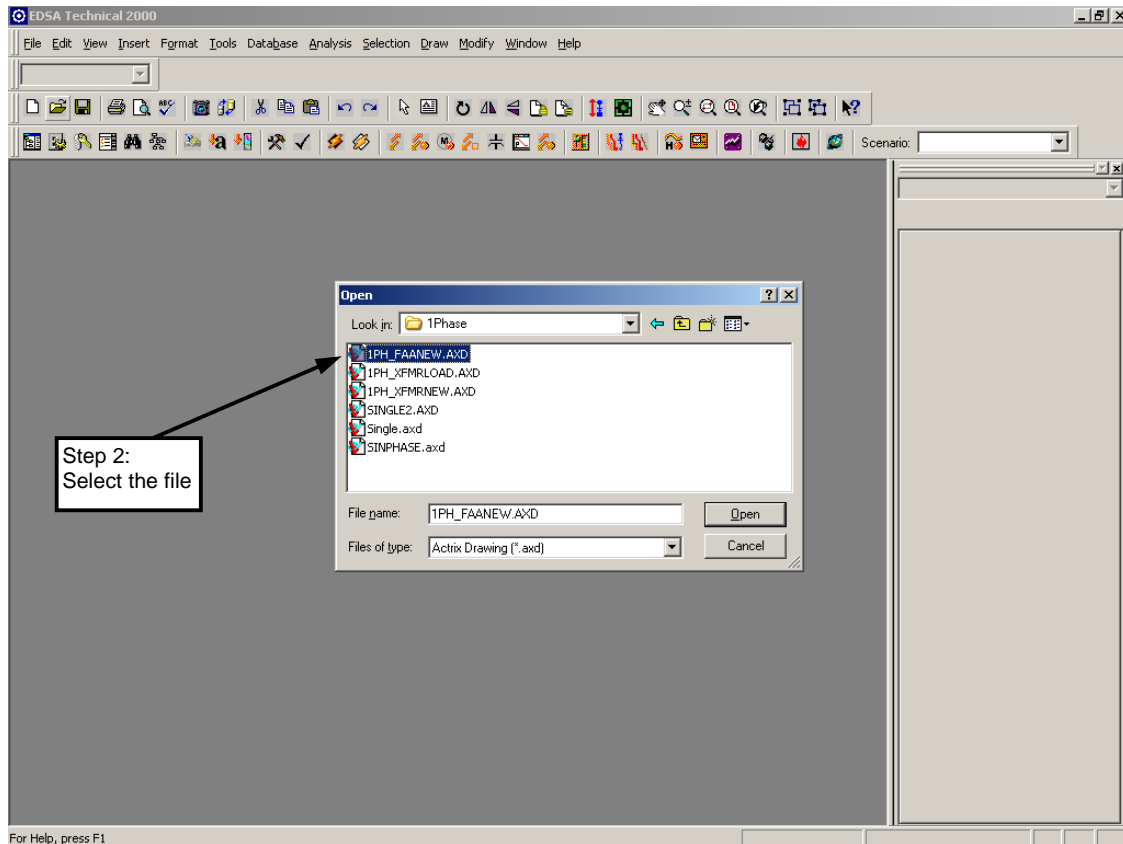 EDSA Technical 2000
File Edit View Insert Format Tools Database Analysis Selection Draw Modify Window Help
Scenario:
Open
Look in: 1Phase
1PH_FAANEW.AXD
1PH_XFMRLOAD.AXD
1PH_XFMRNEW.AXD
SINGLE2.AXD
Single.axd
SINPHASE.axd
Step 2:
Select the file
File name: 1PH_FAANEW.AXD Open
Files of type: Actrix Drawing (*.axd) Cancel
For Help, press F1